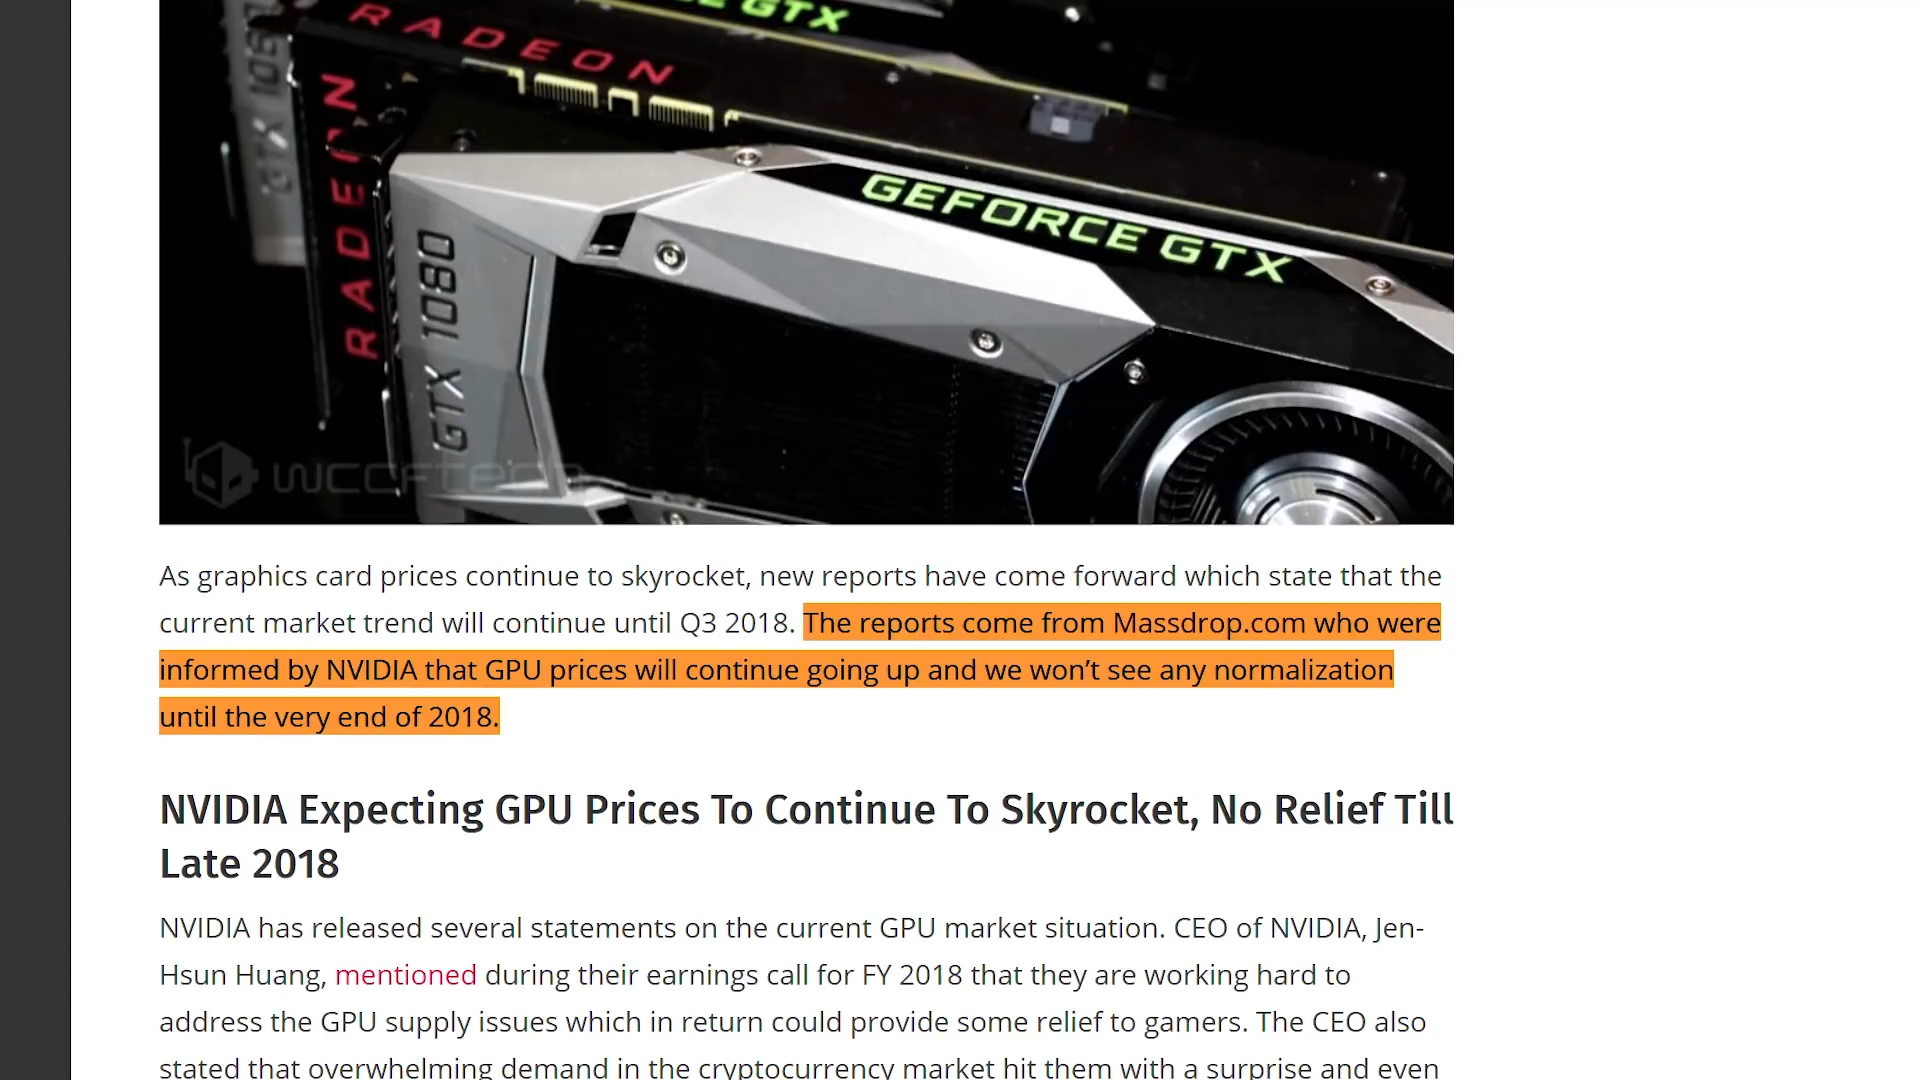 CE GTX
RADEON
GTX 106
RADEON
GEFORCE GTX
GTX 1080
WCCFTECH
As graphics card prices continue to skyrocket, new reports have come forward which state that the
current market trend will continue until Q3 2018. The reports come from Massdrop.com who were
informed by NVIDIA that GPU prices will continue going up and we won’t see any normalization
until the very end of 2018.
NVIDIA Expecting GPU Prices To Continue To Skyrocket, No Relief Till
Late 2018
NVIDIA has released several statements on the current GPU market situation. CEO of NVIDIA, Jen-
Hsun Huang, mentioned during their earnings call for FY 2018 that they are working hard to
address the GPU supply issues which in return could provide some relief to gamers. The CEO also
stated that overwhelming demand in the cryptocurrency market hit them with a surprise and even